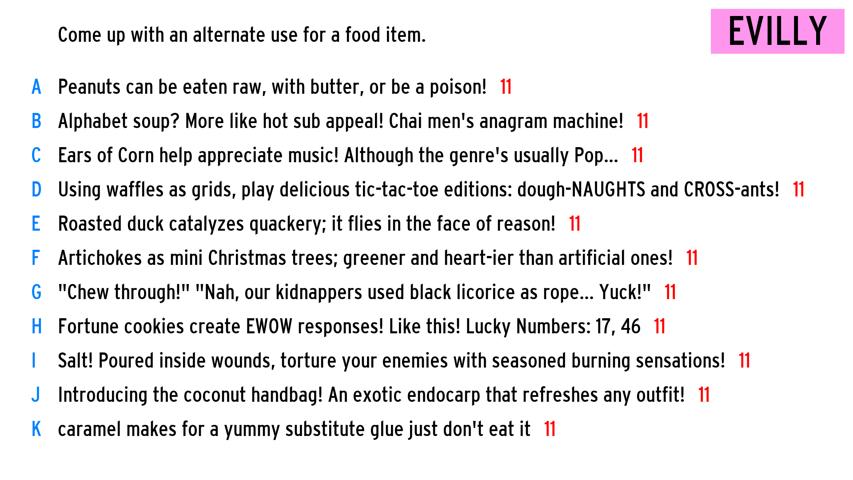 Come up with an alternate use for a food item.
EVILLY
A Peanuts can be eaten raw, with butter, or be a poison! 11
B Alphabet soup? More like hot sub appeal! Chai men's anagram machine! 11
C Ears of Corn help appreciate music! Although the genre's usually Pop... 11
D Using waffles as grids, play delicious tic-tac-toe editions: dough-NAUGHTS and CROSS-ants! 11
E Roasted duck catalyzes quackery; it flies in the face of reason! 11
F Artichokes as mini Christmas trees; greener and heart-ier than artificial ones! 11
G "Chew through!" "Nah, our kidnappers used black licorice as rope... Yuck!" 11
H Fortune cookies create EWOW responses! Like this! Lucky Numbers: 17, 46 11
I Salt! Poured inside wounds, torture your enemies with seasoned burning sensations! 11
J Introducing the coconut handbag! An exotic endocarp that refreshes any outfit! 11
K caramel makes for a yummy substitute glue just don't eat it 11